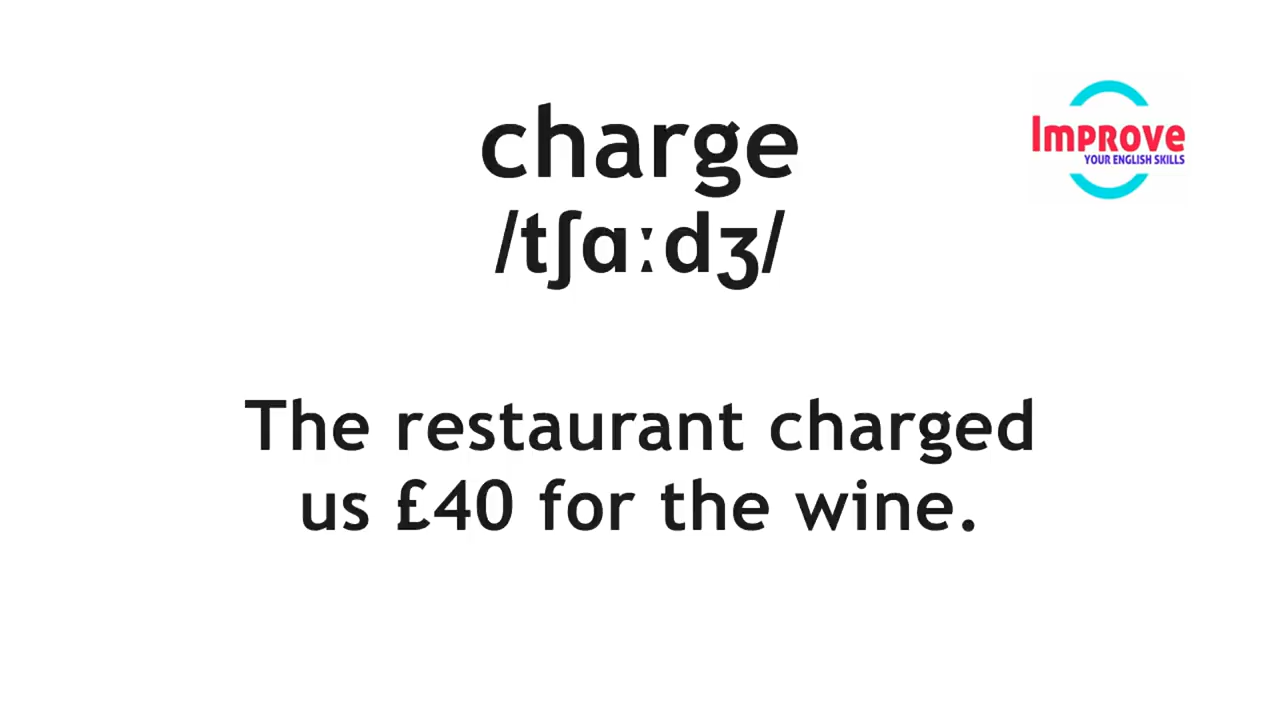 charge
/tʃɑːdʒ/
Improve
YOUR ENGLISH SKILLS
The restaurant charged
us £40 for the wine.